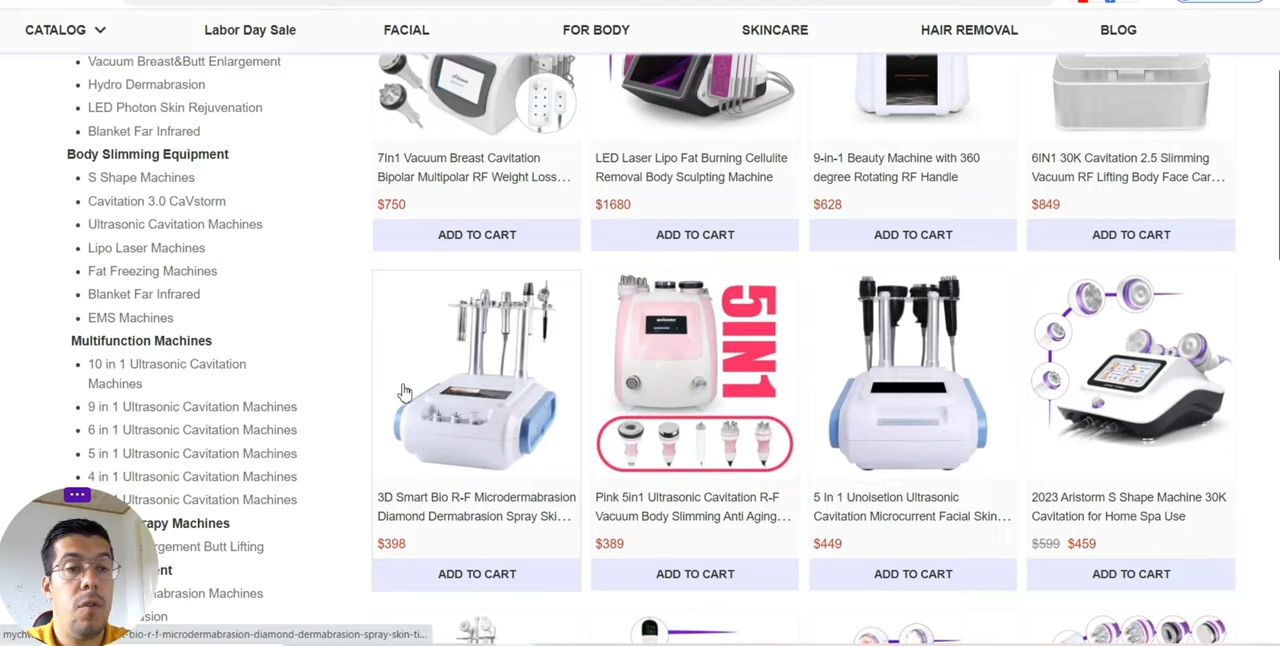 CATALOG
Labor Day Sale
FACIAL
FOR BODY
SKINCARE
HAIR REMOVAL
BLOG
Vacuum Breast&Butt Enlargement
Hydro Dermabrasion
LED Photon Skin Rejuvenation
Blanket Far Infrared
Body Slimming Equipment
S Shape Machines
Cavitation 3.0 CaVstorm
Ultrasonic Cavitation Machines
Lipo Laser Machines
Fat Freezing Machines
Blanket Far Infrared
EMS Machines
Multifunction Machines
10 in 1 Ultrasonic Cavitation
Machines
9 in 1 Ultrasonic Cavitation Machines
6 in 1 Ultrasonic Cavitation Machines
5 in 1 Ultrasonic Cavitation Machines
4 in 1 Ultrasonic Cavitation Machines
Ultrasonic Cavitation Machines
rapy Machines
argement Butt Lifting
ent
abrasion Machines
sion
7In1 Vacuum Breast Cavitation
Bipolar Multipolar RF Weight Loss...
$750
ADD TO CART
LED Laser Lipo Fat Burning Cellulite
Removal Body Sculpting Machine
$1680
ADD TO CART
9-in-1 Beauty Machine with 360
degree Rotating RF Handle
$628
ADD TO CART
6IN1 30K Cavitation 2.5 Slimming
Vacuum RF Lifting Body Face Car...
$849
ADD TO CART
3D Smart Bio R-F Microdermabrasion
Diamond Dermabrasion Spray Ski...
$398
ADD TO CART
5IN1
Pink 5in1 Ultrasonic Cavitation R-F
Vacuum Body Slimming Anti Aging...
$389
ADD TO CART
5 In 1 Unoisetion Ultrasonic
Cavitation Microcurrent Facial Skin...
$449
ADD TO CART
2023 Aristorm S Shape Machine 30K
Cavitation for Home Spa Use
$599 $459
ADD TO CART
-bio-r-f-microdermabrasion-diamond-dermabrasion-spray-skin-ti...